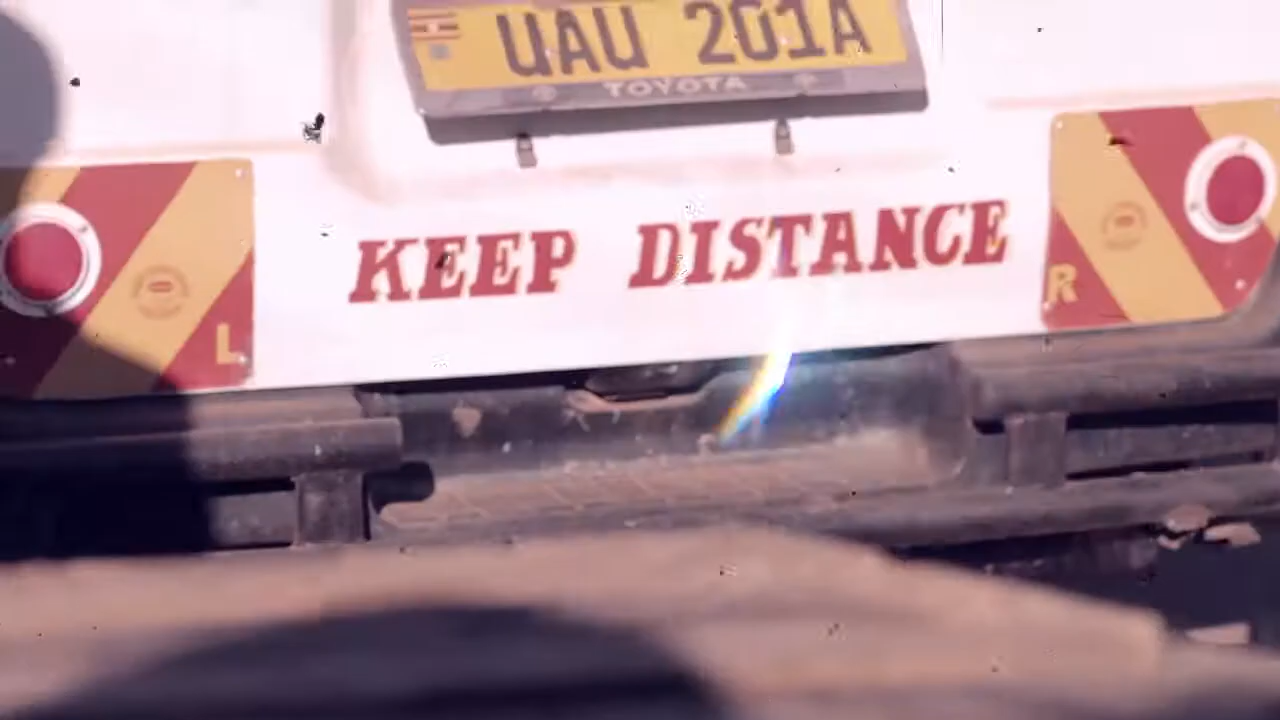 UAU 201A
TOYOTA
KEEP DISTANCE
L
R